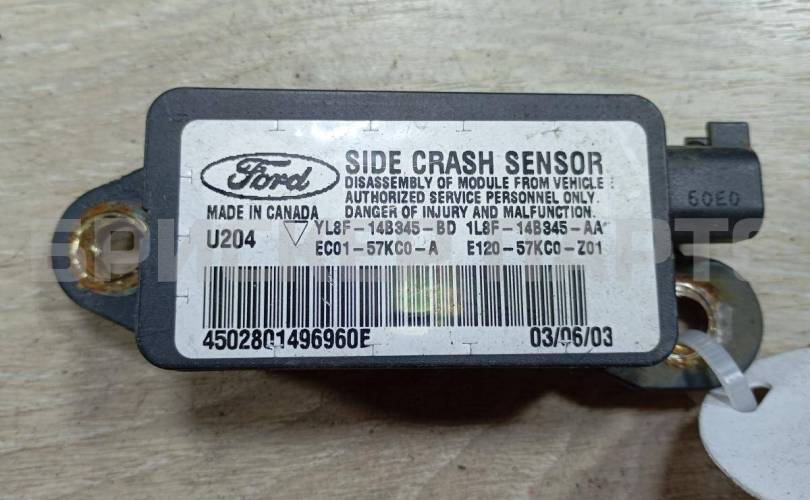 Ford
SIDE CRASH SENSOR
DISASSEMBLY OF MODULE FROM VEHICLE :
AUTHORIZED SERVICE PERSONNEL ONLY.
MADE IN CANADA DANGER OF INJURY AND MALFUNCTION.
U204 YL8F-14B345-BD 1L8F-14B345-AA
EC01-57KC0-A E120-57KC0-Z01
4502801496960E 03/06/03